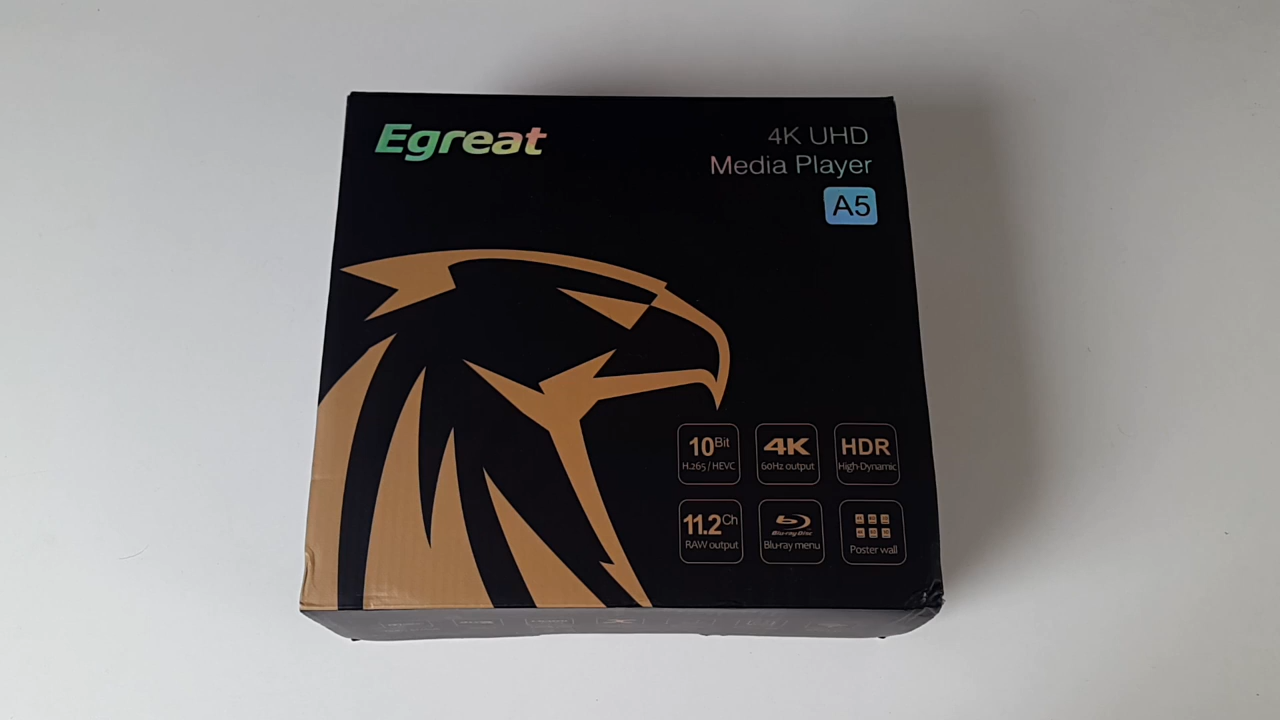 Egreat
4K UHD
Media Player
A5
10Bit
H.265 / HEVC
4K
60Hz output
HDR
High-Dynamic
11.2Ch
RAW output
Blu-ray Disc
Blu-ray menu
Poster wall